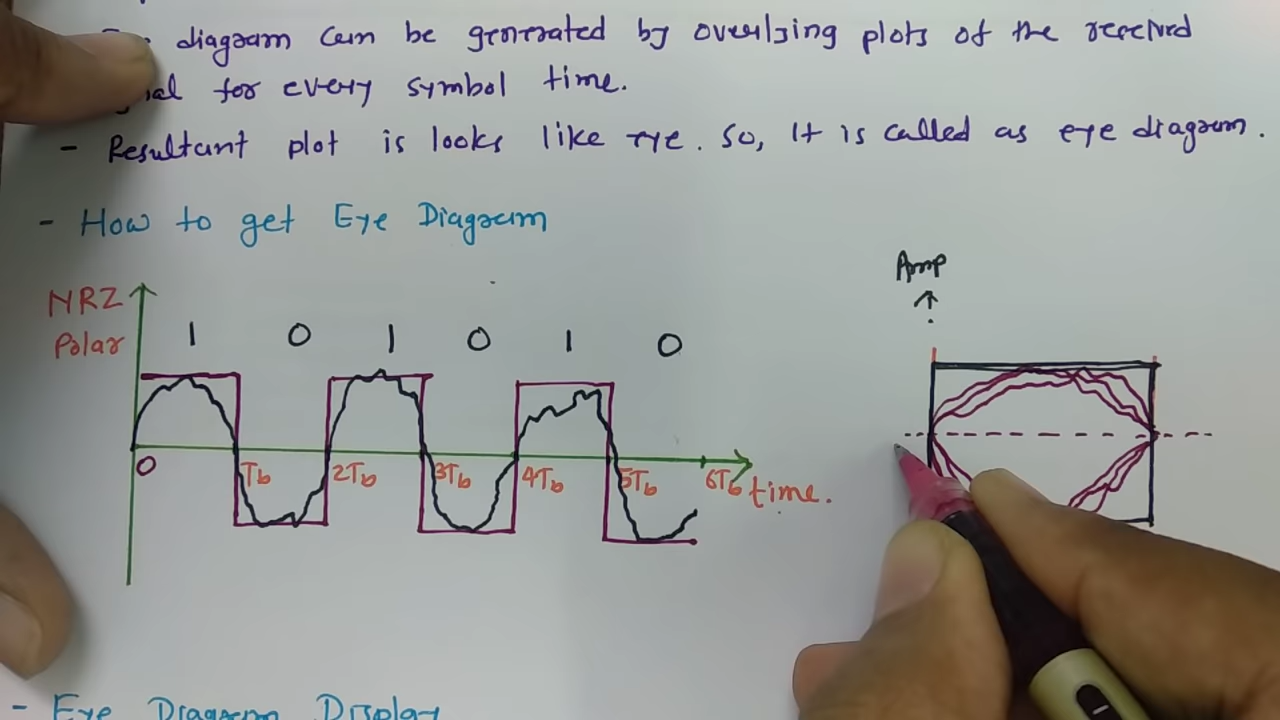 diagram can be generated by overlying plots of the received
for every symbol time.
- Resultant plot is looks like eye. So, It is called as eye diagram.
- How to get Eye Diagram
Amp
NRZ
Polar
1 0 1 0 1 0
0 Tb 2Tb 3Tb 4Tb 5Tb 6Tb time.
- Eye Diagram Display